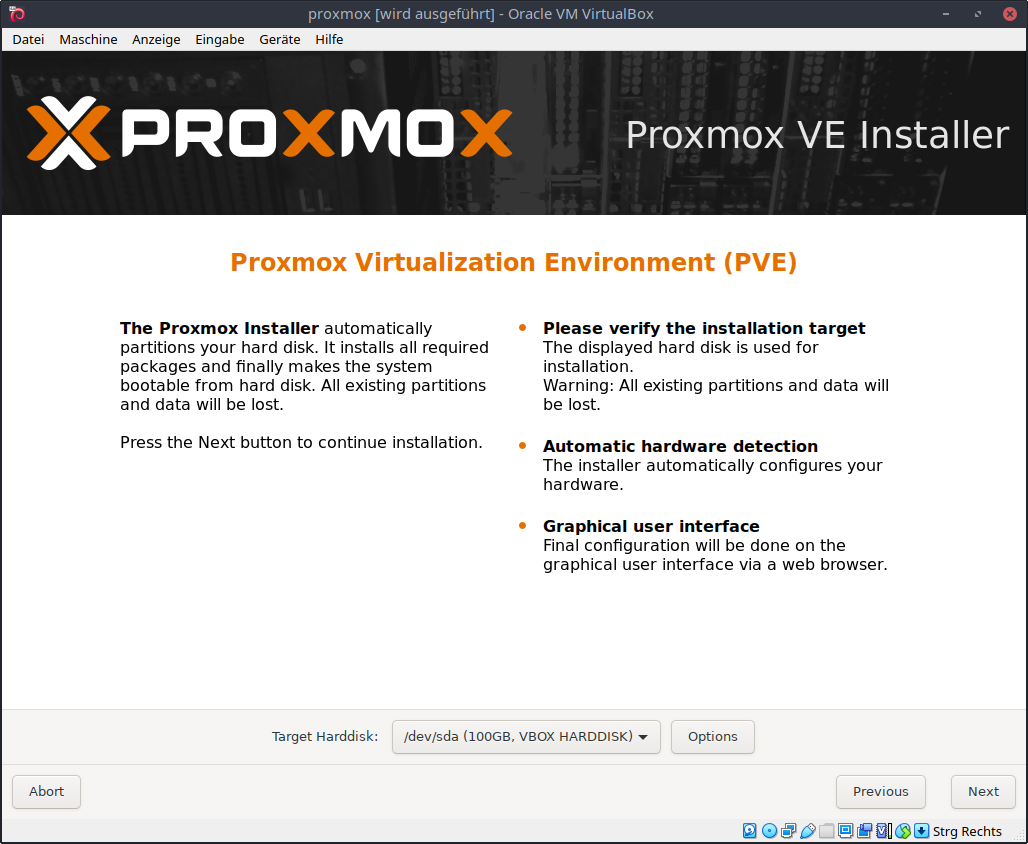 proxmox [wird ausgeführt] - Oracle VM VirtualBox
Datei Maschine Anzeige Eingabe Geräte Hilfe
PROXMOX
Proxmox VE Installer
Proxmox Virtualization Environment (PVE)
The Proxmox Installer automatically
partitions your hard disk. It installs all required
packages and finally makes the system
bootable from hard disk. All existing partitions
and data will be lost.
Press the Next button to continue installation.
Please verify the installation target
The displayed hard disk is used for
installation.
Warning: All existing partitions and data will
be lost.
Automatic hardware detection
The installer automatically configures your
hardware.
Graphical user interface
Final configuration will be done on the
graphical user interface via a web browser.
Target Harddisk: /dev/sda (100GB, VBOX HARDDISK) Options
Abort Previous Next
Strg Rechts